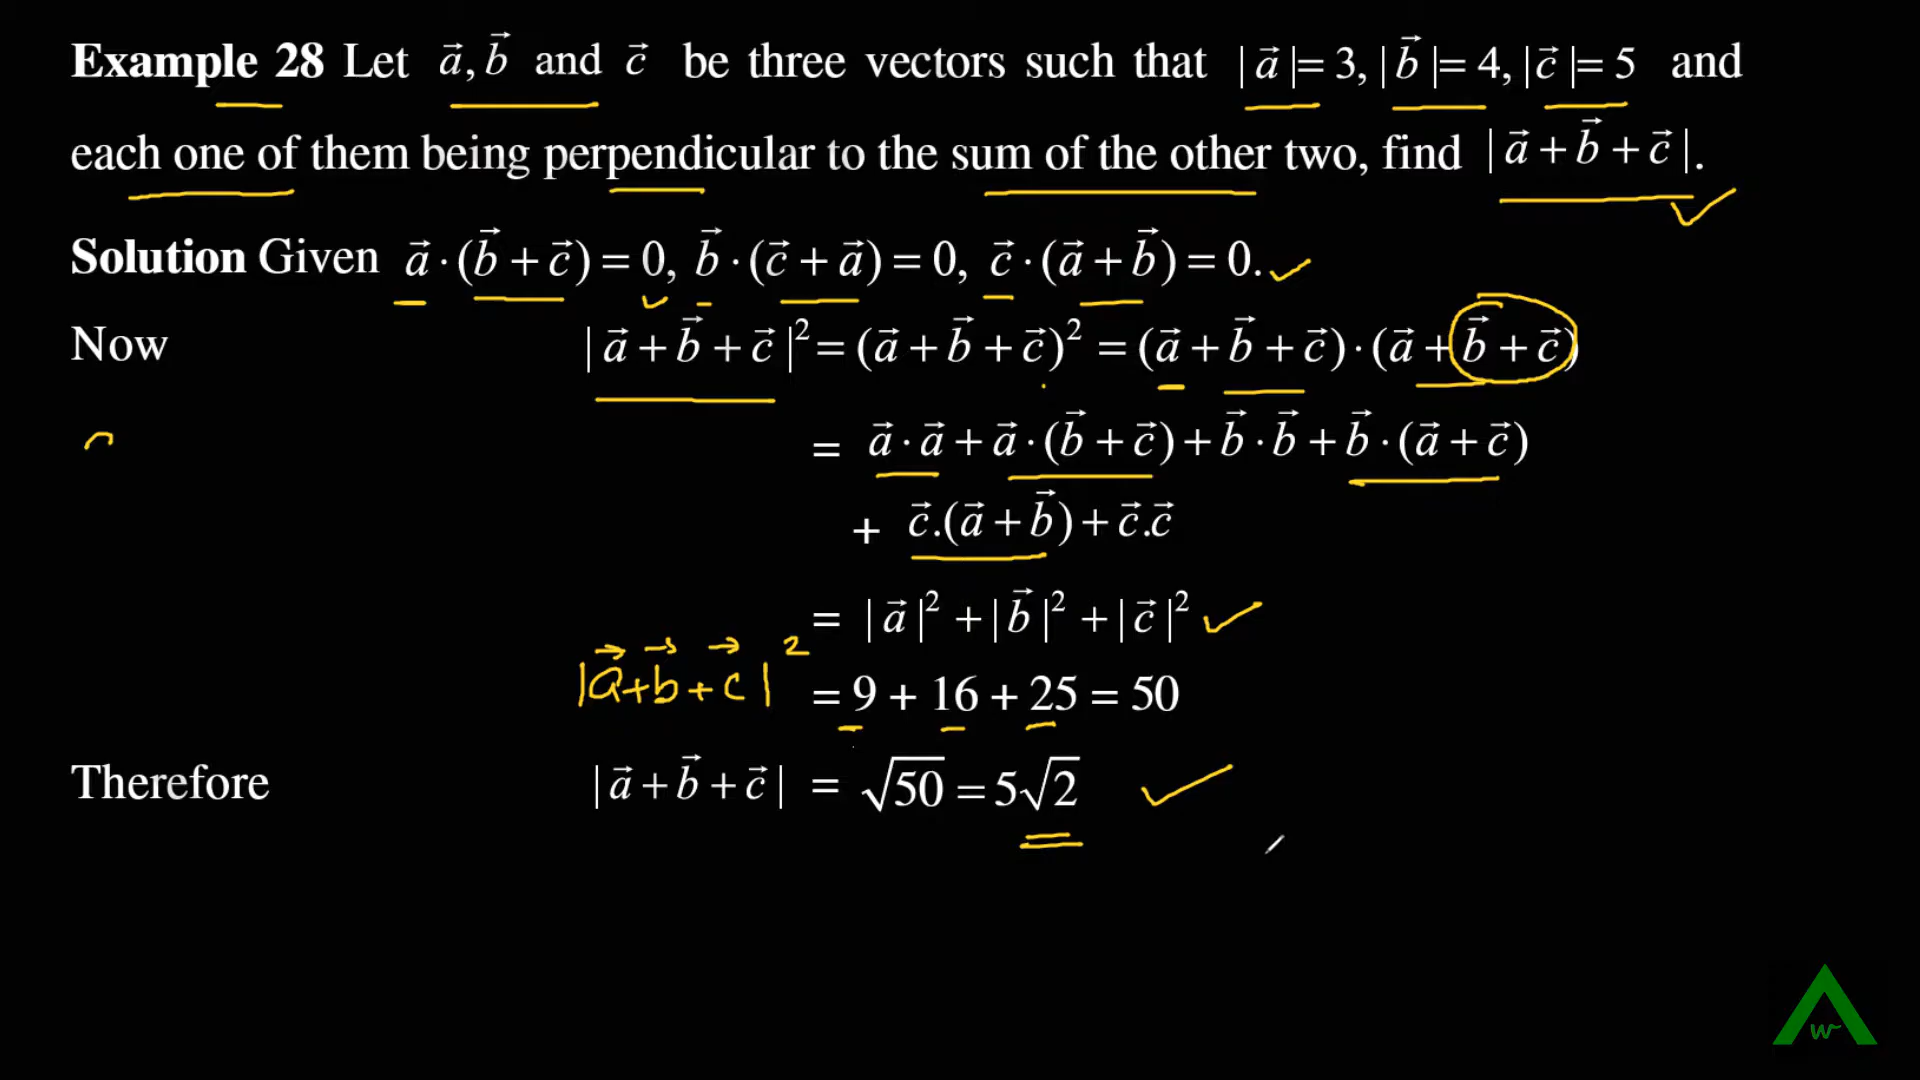 Example 28 Let a⃗, b⃗ and c⃗ be three vectors such that |a⃗|= 3, |b⃗|= 4, |c⃗|= 5 and
each one of them being perpendicular to the sum of the other two, find |a⃗ + b⃗ + c⃗|.
Solution Given a⃗ · (b⃗ + c⃗) = 0, b⃗ · (c⃗ + a⃗) = 0, c⃗ · (a⃗ + b⃗) = 0.
Now |a⃗ + b⃗ + c⃗|² = (a⃗ + b⃗ + c⃗)² = (a⃗ + b⃗ + c⃗) · (a⃗ + b⃗ + c⃗)
= a⃗ · a⃗ + a⃗ · (b⃗ + c⃗) + b⃗ · b⃗ + b⃗ · (a⃗ + c⃗)
+ c⃗.(a⃗ + b⃗) + c⃗.c⃗
= |a⃗|² + |b⃗|² + |c⃗|²
|a⃗+b⃗+c⃗|² = 9 + 16 + 25 = 50
Therefore |a⃗ + b⃗ + c⃗| = √50 = 5√2
w